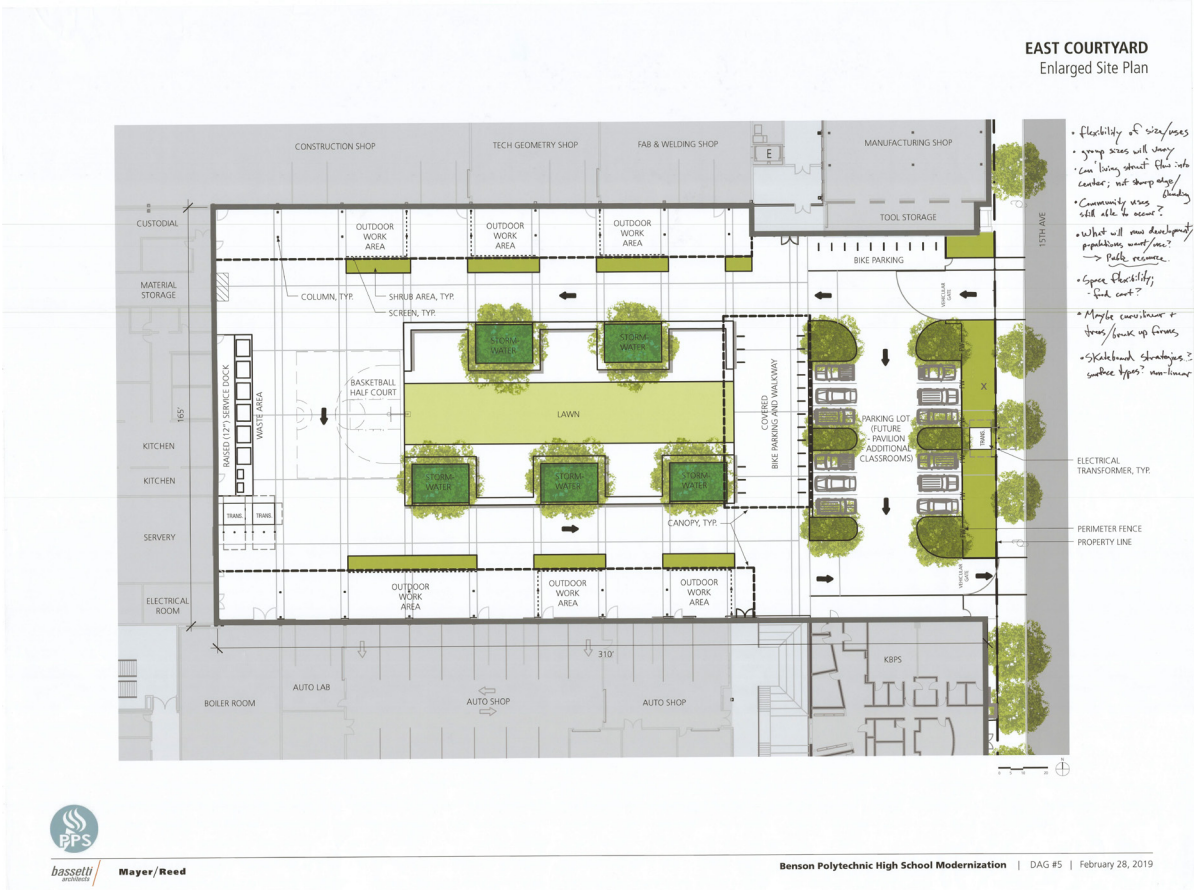 EAST COURTYARD
Enlarged Site Plan
• flexibility of size/uses
• group sizes will vary
• Can "living street" flow into
center; not sharp edge/
flooding
• Community uses
still able to occur?
• What will new development/
populations want/use?
→ Public resource
• Space flexibility;
- food cart?
• Maybe curvilinear +
trees/break up forms
• Skateboard strategies?
surface types? non-linear
CONSTRUCTION SHOP
TECH GEOMETRY SHOP
FAB & WELDING SHOP
E
MANUFACTURING SHOP
TOOL STORAGE
15TH AVE
CUSTODIAL
MATERIAL
STORAGE
KITCHEN
KITCHEN
SERVERY
ELECTRICAL
ROOM
OUTDOOR
WORK
AREA
OUTDOOR
WORK
AREA
OUTDOOR
WORK
AREA
BIKE PARKING
VEHICULAR
GATE
COLUMN, TYP.
SHRUB AREA, TYP.
SCREEN, TYP.
STORM-
WATER
STORM-
WATER
165'
RAISED (12") SERVICE DOCK
WASTE AREA
BASKETBALL
HALF COURT
LAWN
COVERED
BIKE PARKING AND WALKWAY
PARKING LOT
(FUTURE
- PAVILION
- ADDITIONAL
CLASSROOMS)
X
TRANS.
ELECTRICAL
TRANSFORMER, TYP.
STORM-
WATER
STORM-
WATER
STORM-
WATER
TRANS.
TRANS.
CANOPY, TYP.
PERIMETER FENCE
PROPERTY LINE
VEHICULAR
GATE
OUTDOOR
WORK
AREA
OUTDOOR
WORK
AREA
OUTDOOR
WORK
AREA
310'
KBPS
BOILER ROOM
AUTO LAB
AUTO SHOP
AUTO SHOP
N
0 5 10 20
PPS
bassetti
architects
Mayer/Reed
Benson Polytechnic High School Modernization | DAG #5 | February 28, 2019